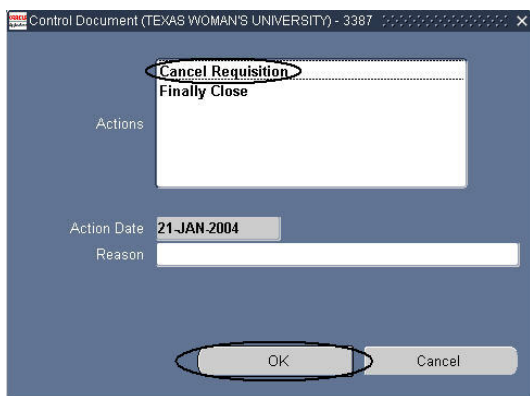 Control Document (TEXAS WOMAN'S UNIVERSITY) - 3387
Cancel Requisition
Finally Close
Actions
Action Date 21-JAN-2004
Reason
OK Cancel